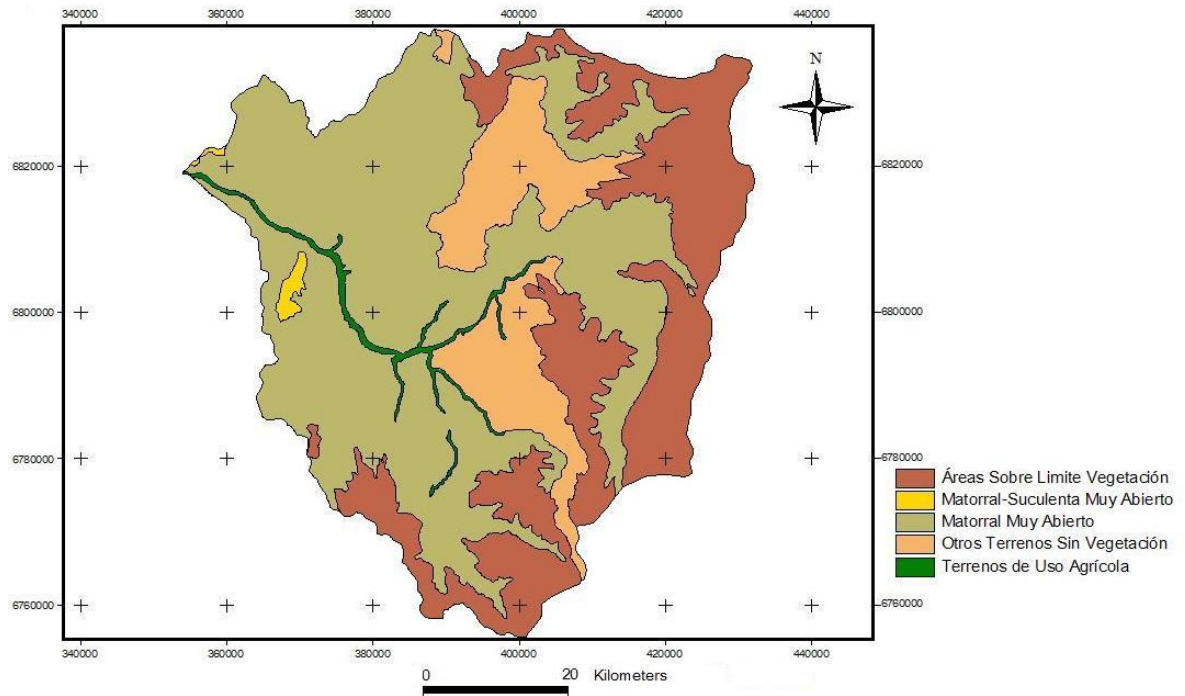 340000 360000 380000 400000 420000 440000
N
6820000 6820000
6800000 6800000
6780000 6780000
Áreas Sobre Limite Vegetación
Matorral-Suculenta Muy Abierto
Matorral Muy Abierto
Otros Terrenos Sin Vegetación
Terrenos de Uso Agrícola
6760000 6760000
340000 360000 380000 400000 420000 440000
0 20 Kilometers